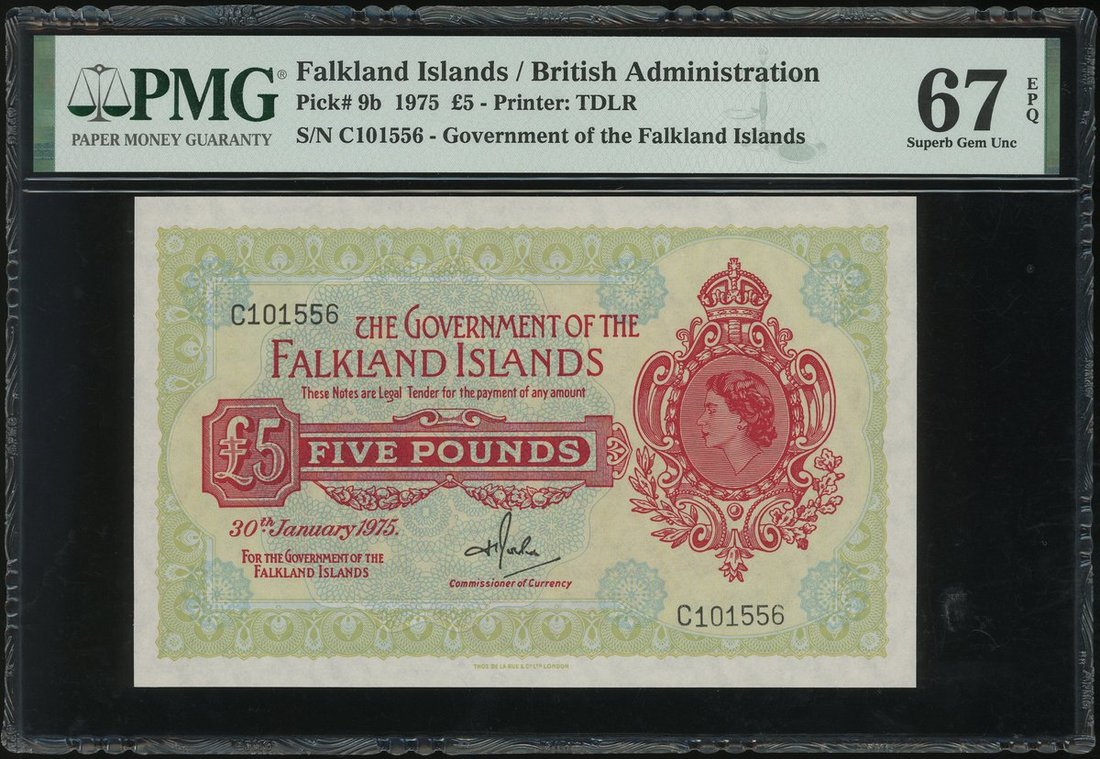 PMG®
PAPER MONEY GUARANTY
Falkland Islands / British Administration
Pick# 9b 1975 £5 - Printer: TDLR
S/N C101556 - Government of the Falkland Islands
67
EPQ
Superb Gem Unc
C101556
THE GOVERNMENT OF THE
FALKLAND ISLANDS
These Notes are Legal Tender for the payment of any amount
£5
FIVE POUNDS
30th January 1975.
FOR THE GOVERNMENT OF THE
FALKLAND ISLANDS
Commissioner of Currency
C101556
THOS DE LA RUE & Co LTD LONDON